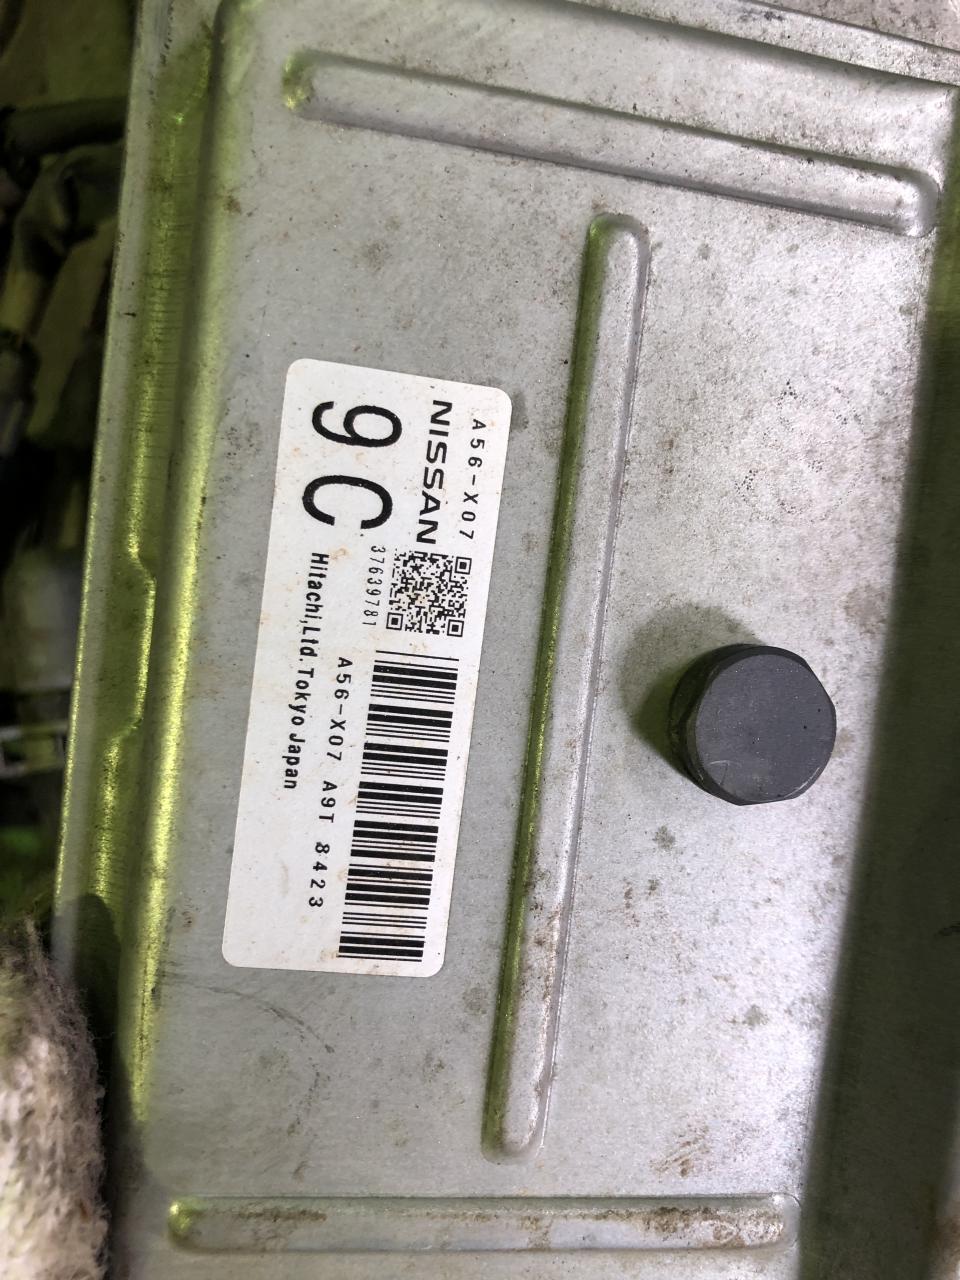 A56-X07
NISSAN
9C
37639781
A56-X07 A9T 8423
Hitachi,Ltd.Tokyo Japan